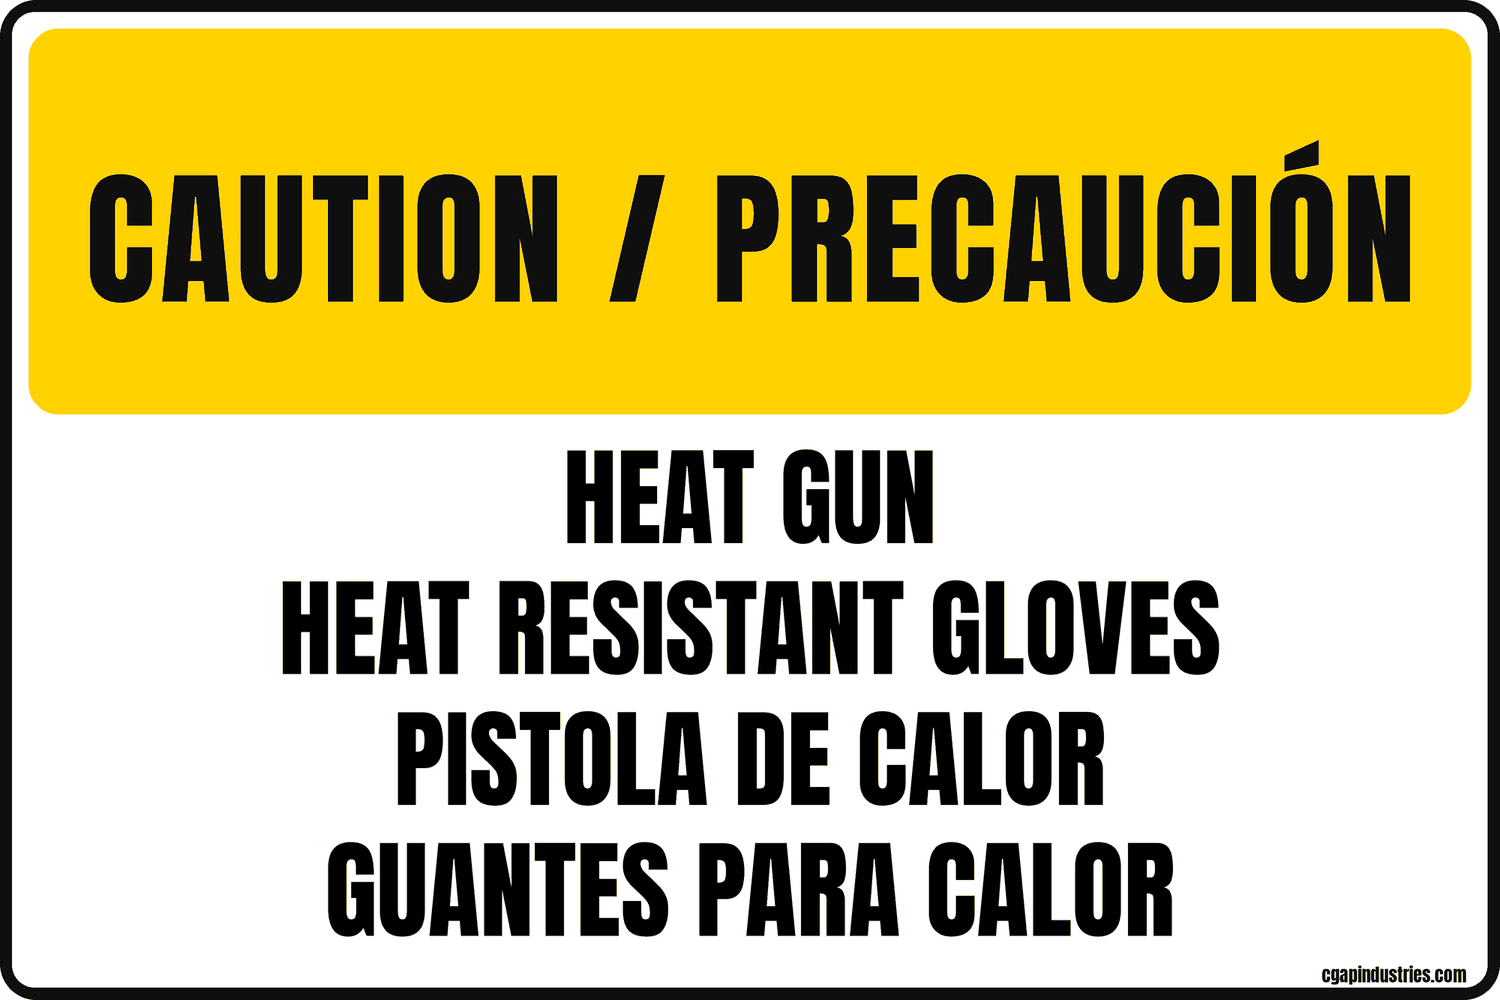 CAUTION / PRECAUCIÓN
HEAT GUN
HEAT RESISTANT GLOVES
PISTOLA DE CALOR
GUANTES PARA CALOR
cgapindustries.com